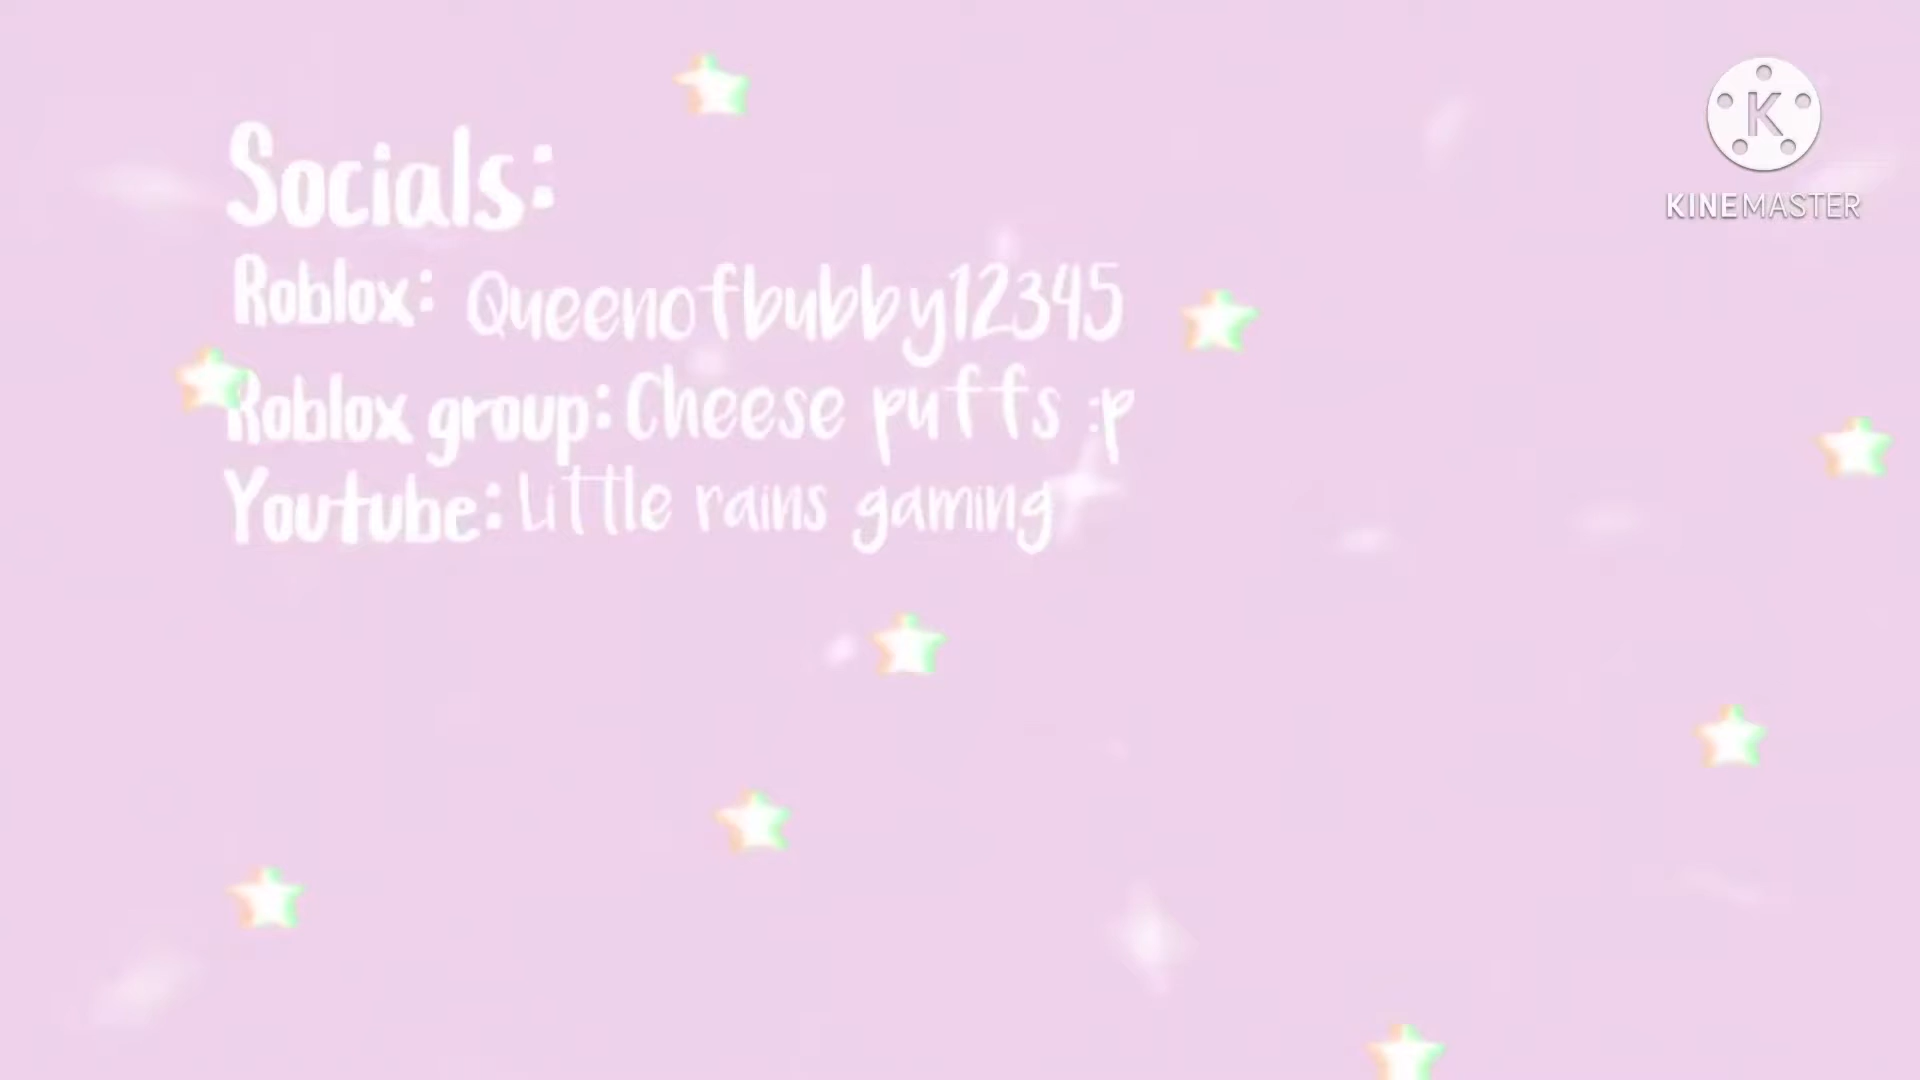 Socials:
Roblox: Queenofbubby12345
Roblox group: Cheese puffs :p
Youtube: Little rains gaming
K
KINEMASTER